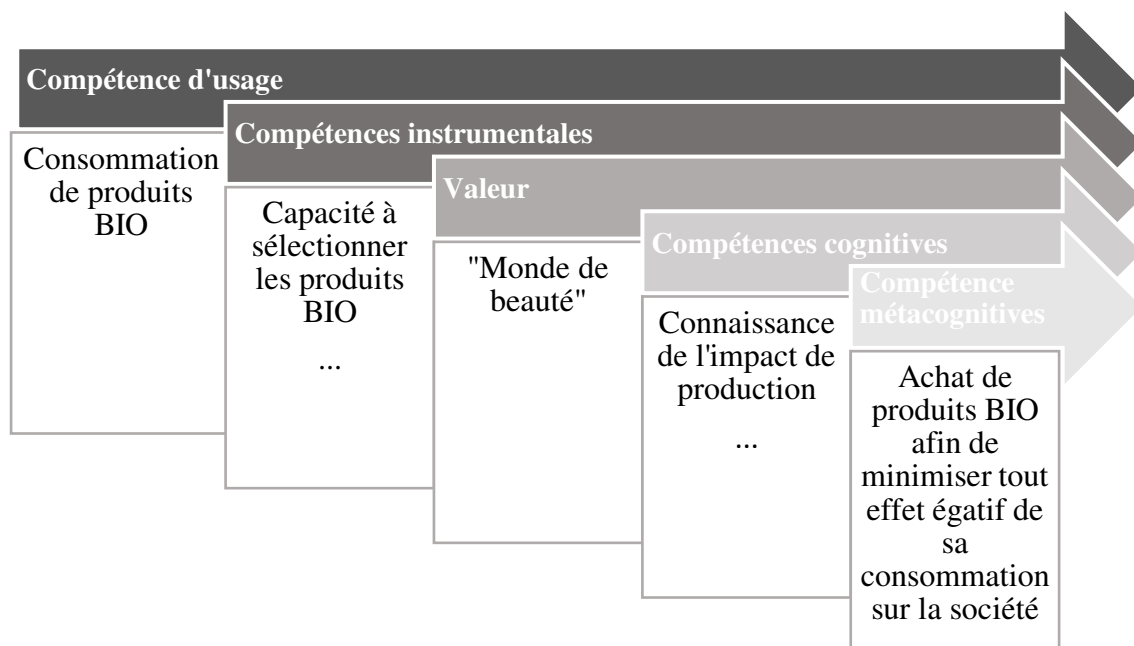 Compétence d'usage
Consommation
de produits
BIO
Compétences instrumentales
Capacité à
sélectionner
les produits
BIO
...
Valeur
"Monde de
beauté"
Compétences cognitives
Connaissance
de l'impact de
production
...
Compétence
métacognitives
Achat de
produits BIO
afin de
minimiser tout
effet égatif de
sa
consommation
sur la société